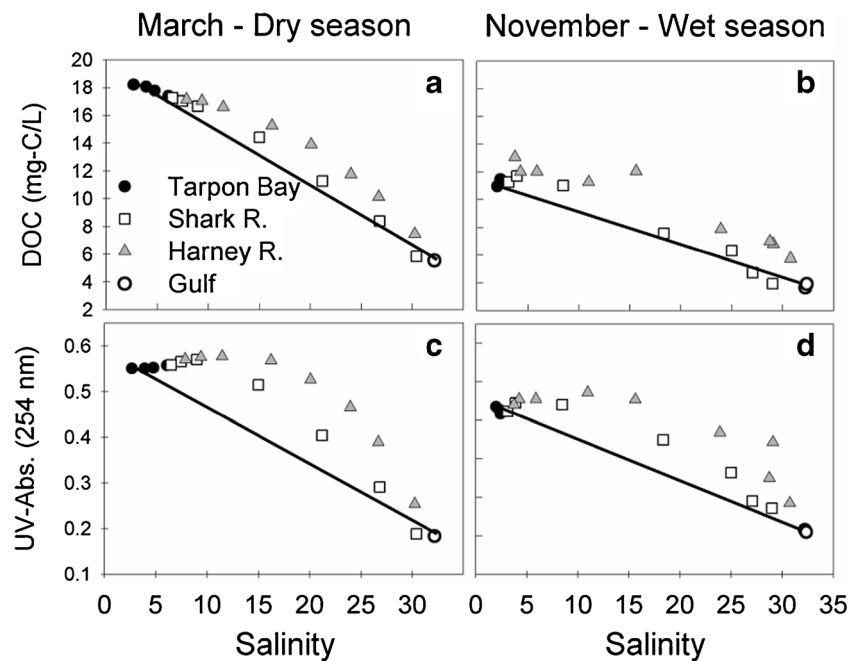 March - Dry season
November - Wet season
a
b
c
d
DOC (mg-C/L)
20
18
16
14
12
10
8
6
4
2
Tarpon Bay
Shark R.
Harney R.
Gulf
UV-Abs. (254 nm)
0.6
0.5
0.4
0.3
0.2
0.1
0 5 10 15 20 25 30
0 5 10 15 20 25 30 35
Salinity
Salinity